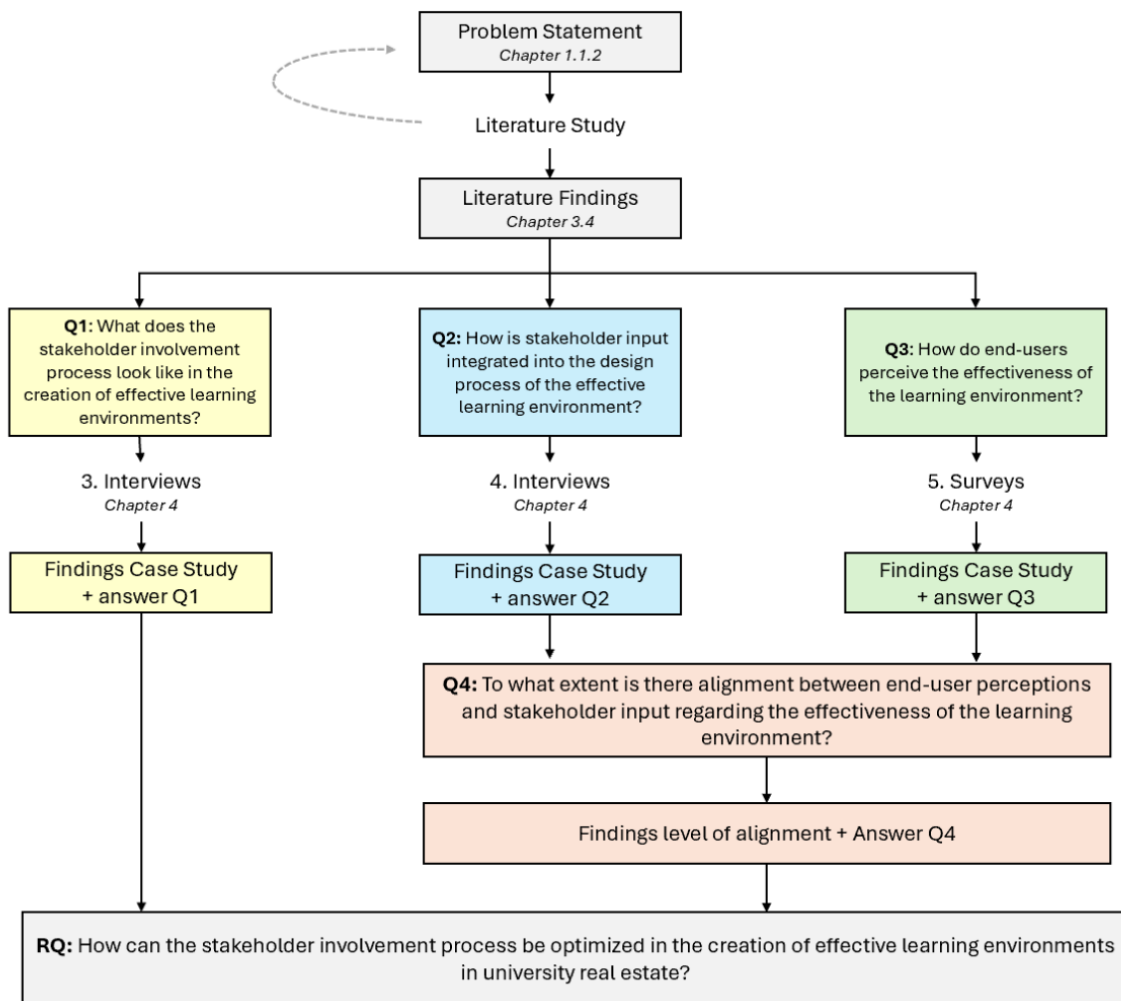 Problem Statement
Chapter 1.1.2
Literature Study
Literature Findings
Chapter 3.4
Q1: What does the
stakeholder involvement
process look like in the
creation of effective learning
environments?
Q2: How is stakeholder input
integrated into the design
process of the effective
learning environment?
Q3: How do end-users
perceive the effectiveness of
the learning environment?
3. Interviews
Chapter 4
4. Interviews
Chapter 4
5. Surveys
Chapter 4
Findings Case Study
+ answer Q1
Findings Case Study
+ answer Q2
Findings Case Study
+ answer Q3
Q4: To what extent is there alignment between end-user perceptions
and stakeholder input regarding the effectiveness of the learning
environment?
Findings level of alignment + Answer Q4
RQ: How can the stakeholder involvement process be optimized in the creation of effective learning environments
in university real estate?